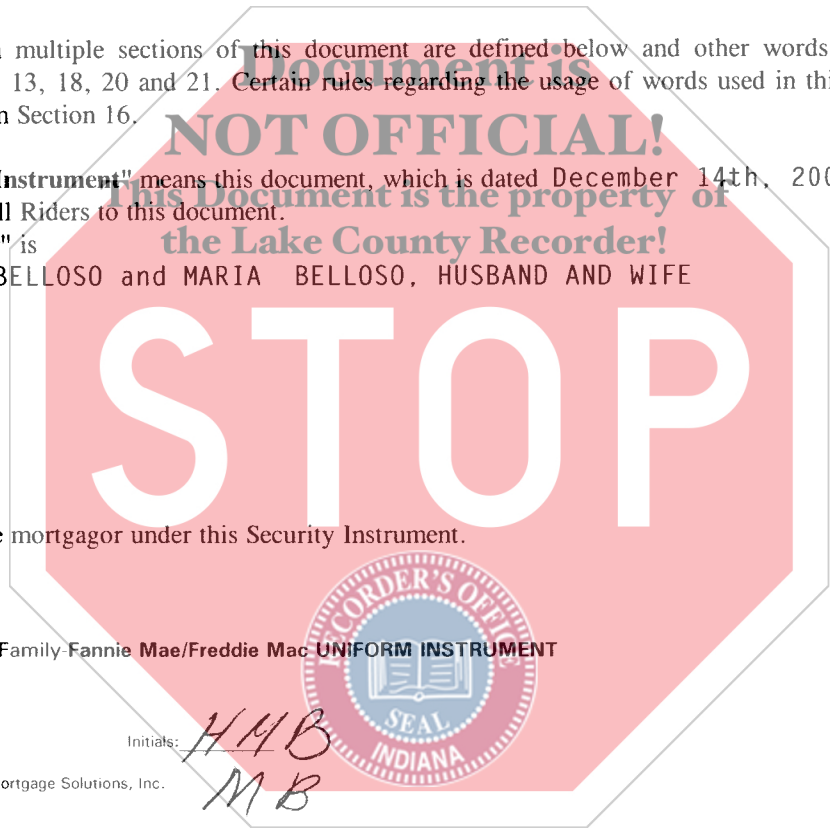 multiple sections of this document are defined below and other words
13, 18, 20 and 21. Certain rules regarding the usage of words used in thi
n Section 16.
Document is
NOT OFFICIAL!
This Document is the property of
the Lake County Recorder!
Instrument" means this document, which is dated December 14th, 200
ll Riders to this document.
" is
BELLOSO and MARIA BELLOSO, HUSBAND AND WIFE
STOP
e mortgagor under this Security Instrument.
RECORDER'S OFFICE
SEAL
INDIANA
Family-Fannie Mae/Freddie Mac UNIFORM INSTRUMENT
Initials: HMB
ortgage Solutions, Inc.
MB